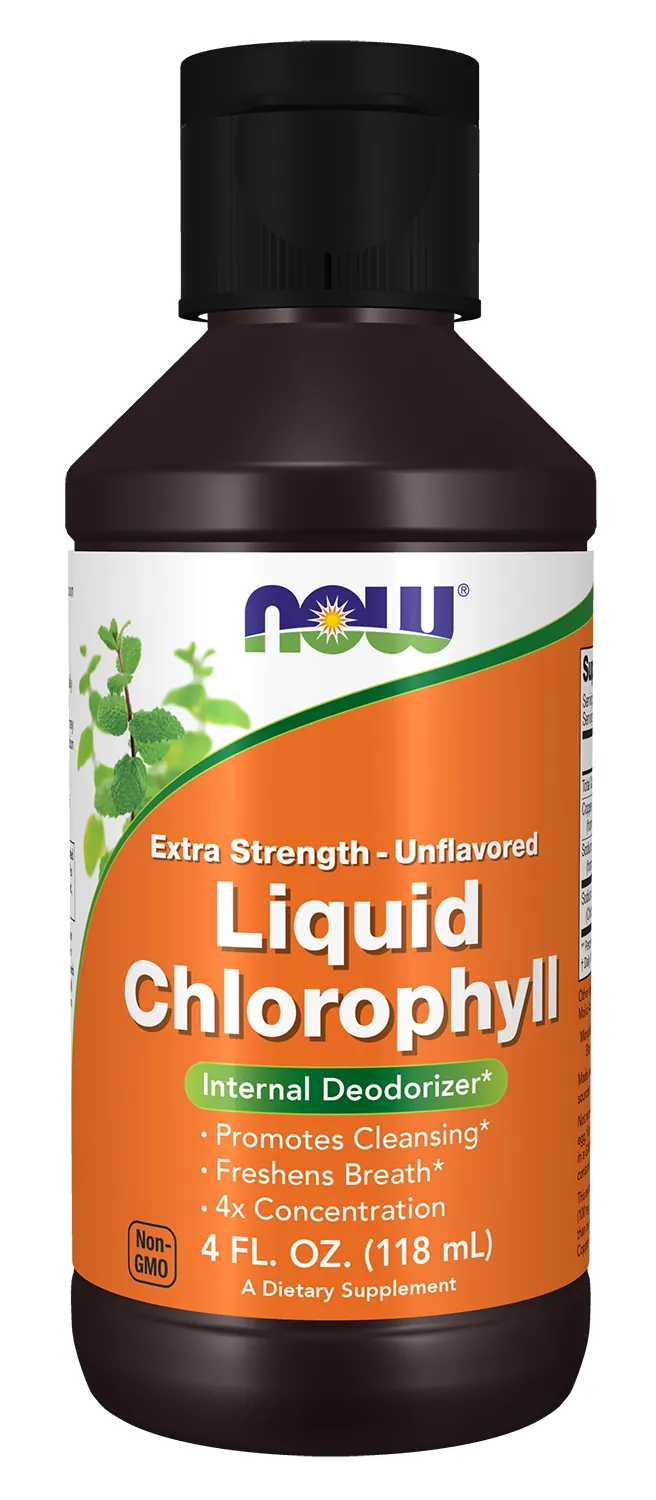 now®
Extra Strength - Unflavored
Liquid
Chlorophyll
Internal Deodorizer*
• Promotes Cleansing*
• Freshens Breath*
• 4x Concentration
Non-
GMO
4 FL. OZ. (118 mL)
A Dietary Supplement